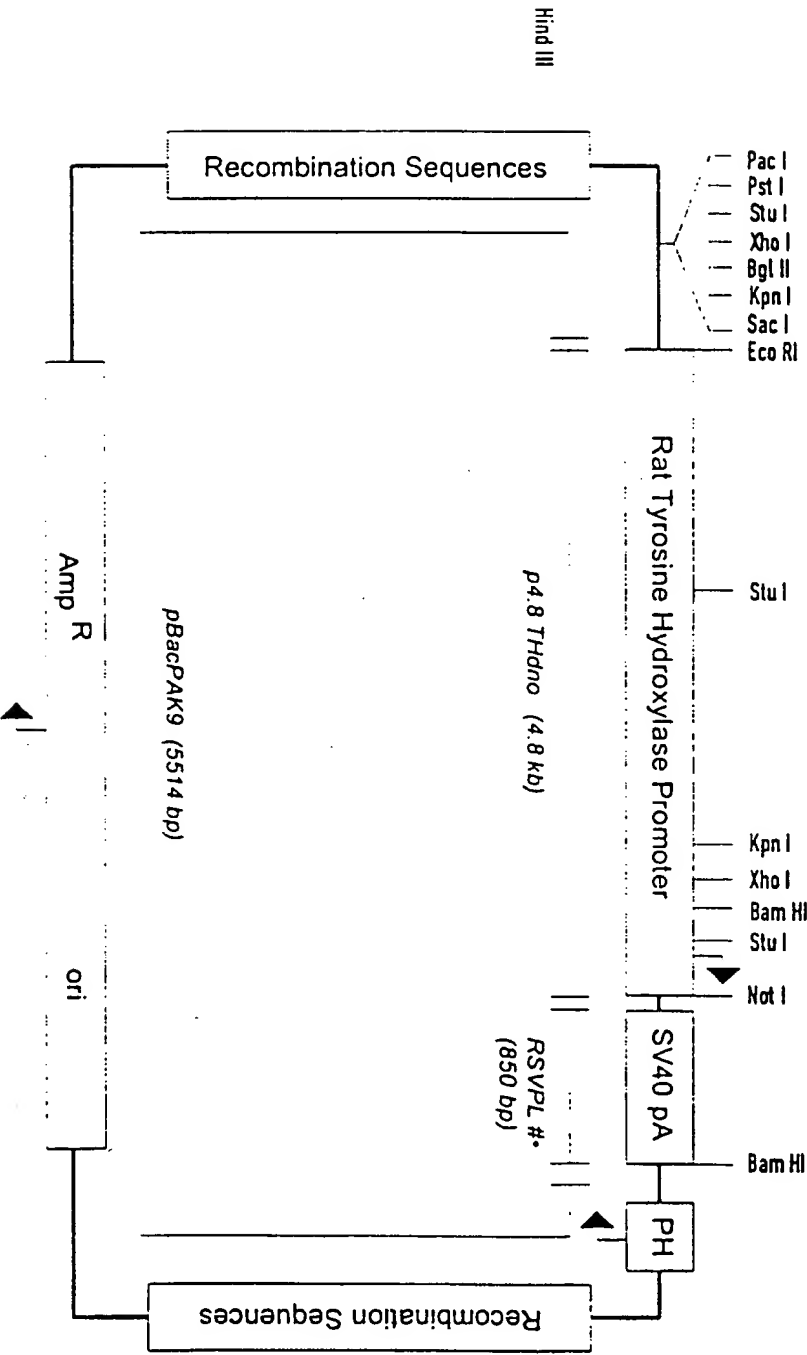 Hind III
Pac I
Pst I
Stu I
Xho I
Bgl II
Kpn I
Sac I
Eco RI
Stu I
Kpn I
Xho I
Bam HI
Stu I
Not I
Bam HI
Recombination Sequences
Rat Tyrosine Hydroxylase Promoter
SV40 pA
PH
p4.8 THdno (4.8 kb)
RSVPL #•
(850 bp)
pBacPAK9 (5514 bp)
Amp R
ori
Recombination Sequences